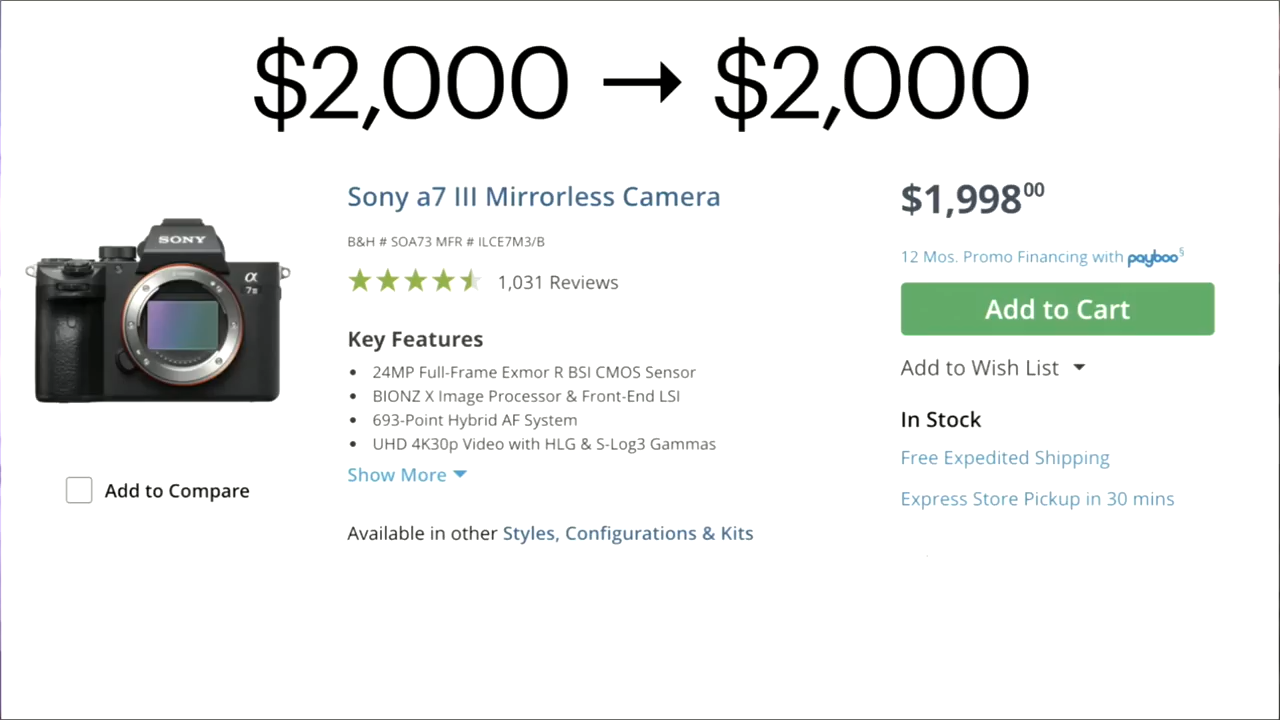 $2,000 → $2,000
Sony a7 III Mirrorless Camera
$1,998.00
B&H # SOA73 MFR # ILCE7M3/B
12 Mos. Promo Financing with payboo§
1,031 Reviews
Add to Cart
SONY
α
7III
Key Features
Add to Wish List
24MP Full-Frame Exmor R BSI CMOS Sensor
BIONZ X Image Processor & Front-End LSI
693-Point Hybrid AF System
UHD 4K30p Video with HLG & S-Log3 Gammas
In Stock
Show More
Free Expedited Shipping
Add to Compare
Express Store Pickup in 30 mins
Available in other Styles, Configurations & Kits